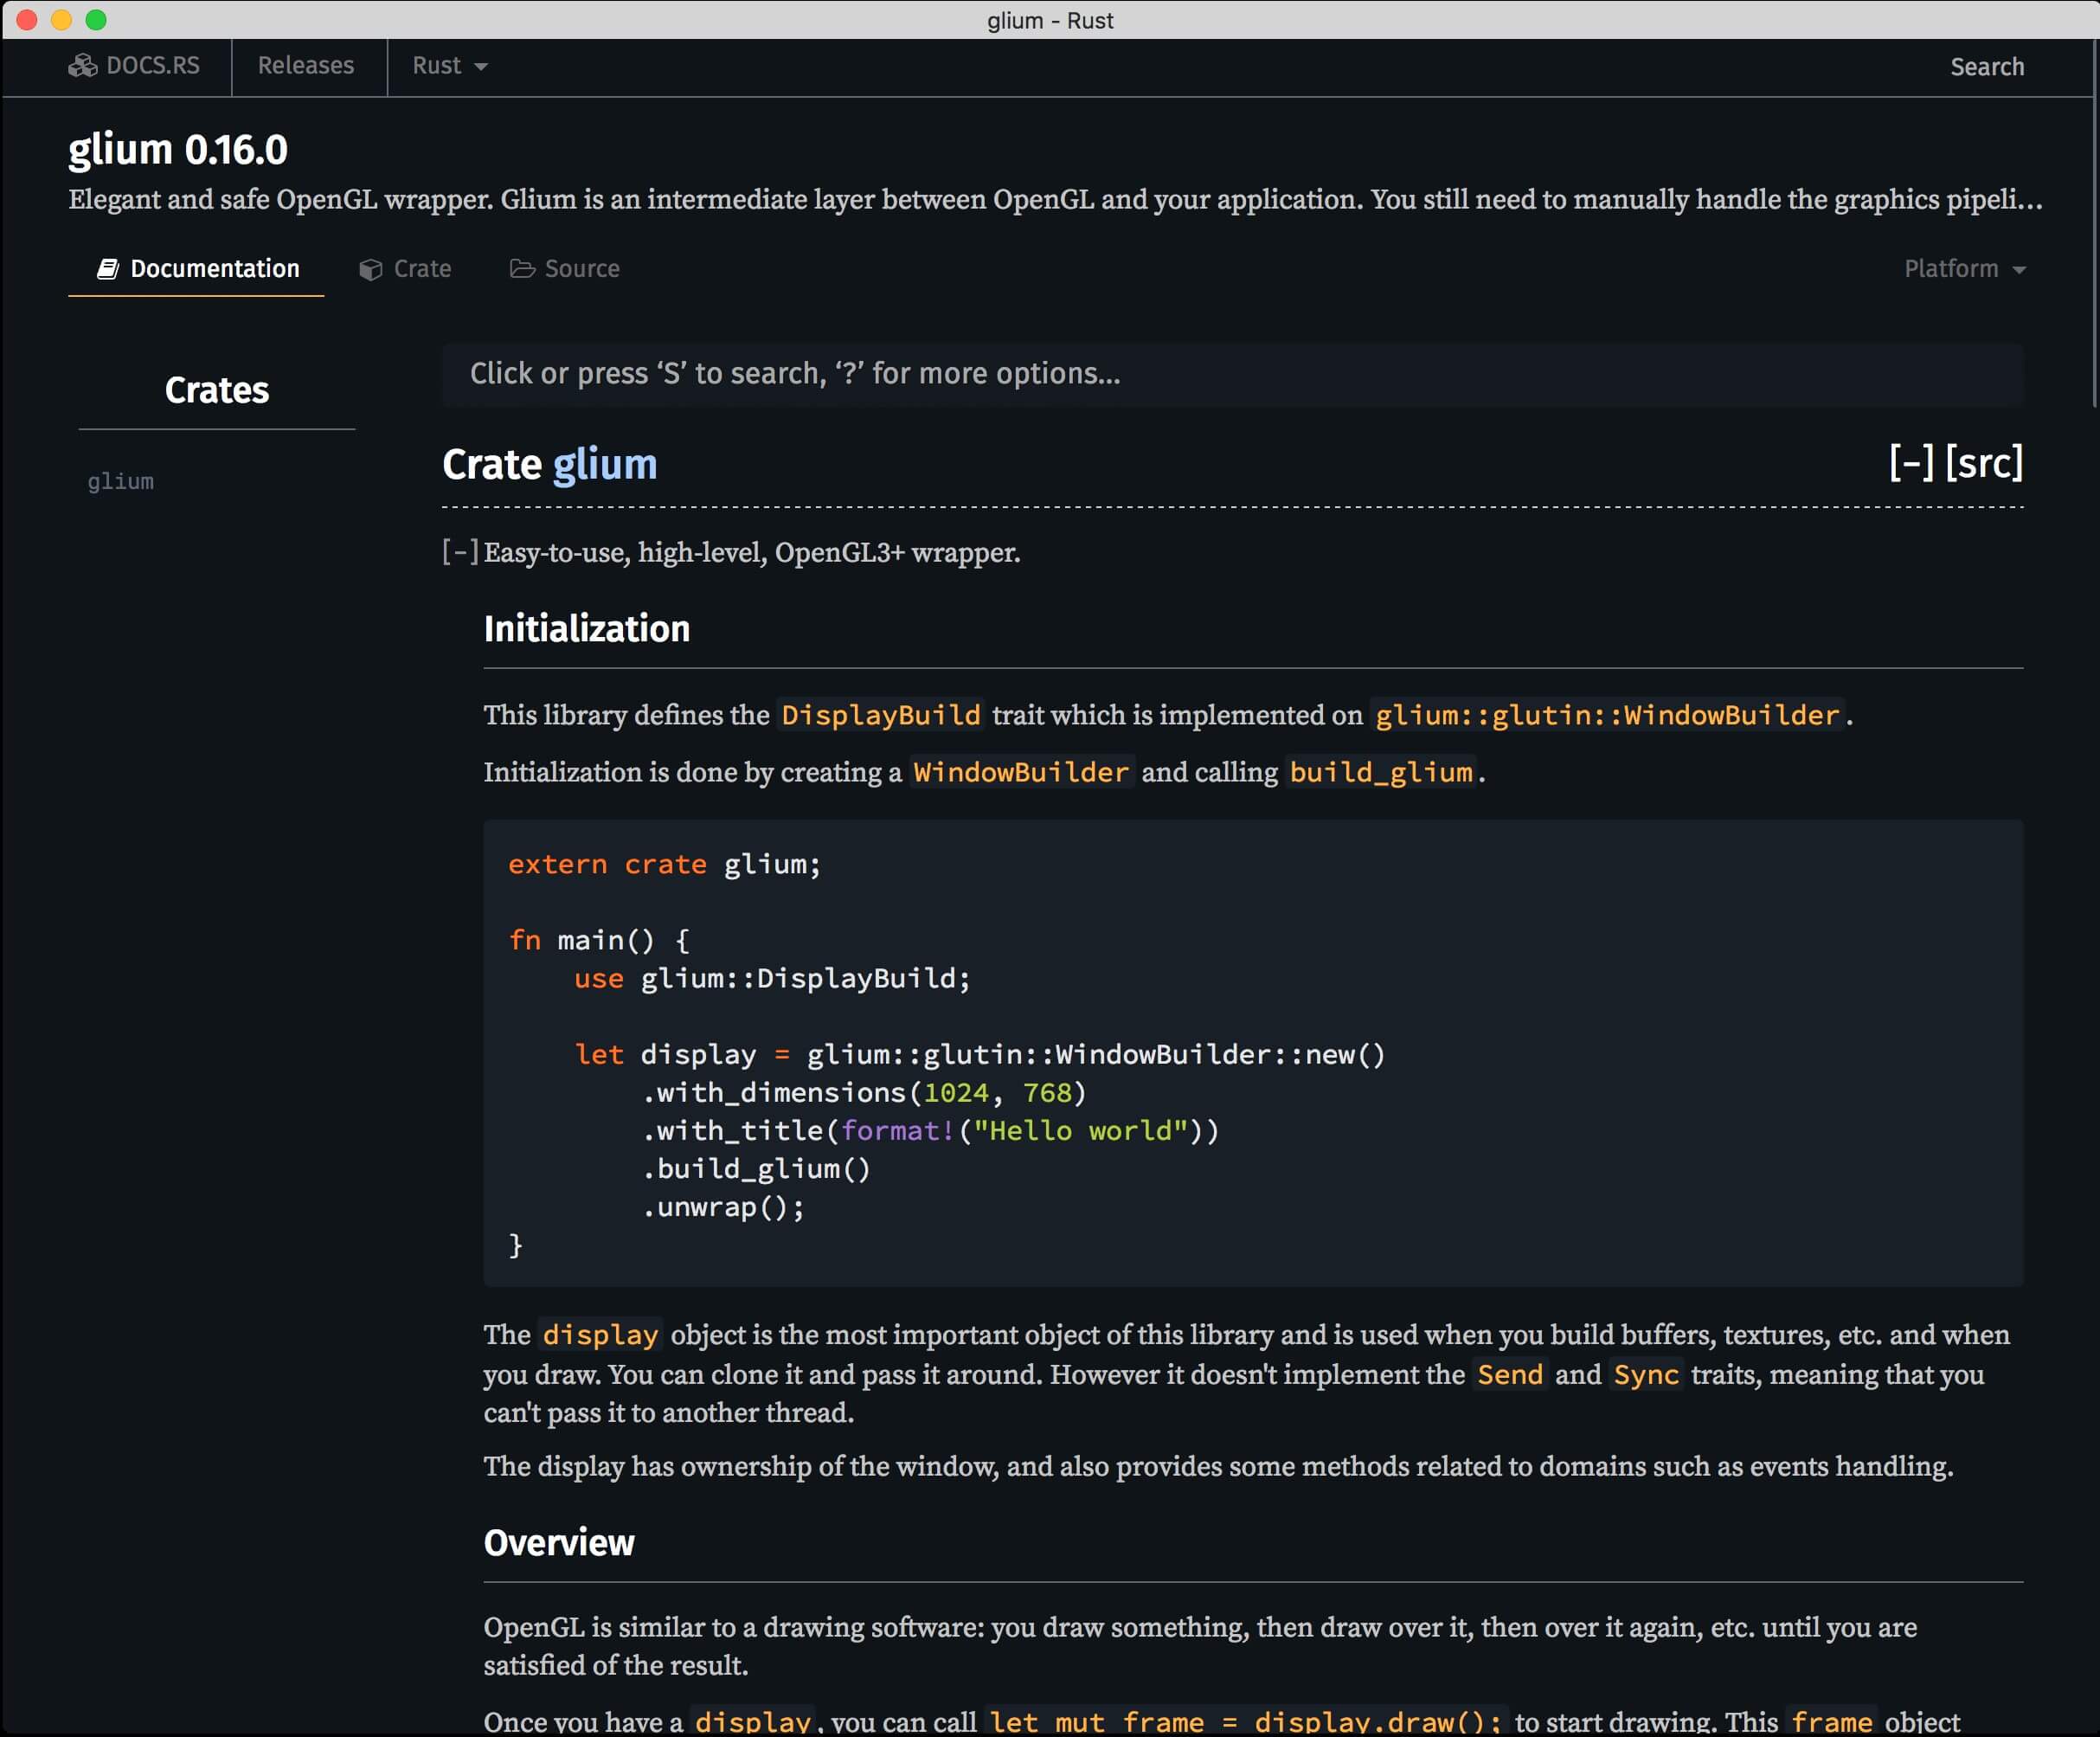 glium - Rust
DOCS.RS Releases Rust Search
glium 0.16.0
Elegant and safe OpenGL wrapper. Glium is an intermediate layer between OpenGL and your application. You still need to manually handle the graphics pipeli...
Documentation Crate Source Platform
Crates
glium
Click or press ‘S’ to search, ‘?’ for more options...
Crate glium [-] [src]
[-] Easy-to-use, high-level, OpenGL3+ wrapper.
Initialization
This library defines the DisplayBuild trait which is implemented on glium::glutin::WindowBuilder.
Initialization is done by creating a WindowBuilder and calling build_glium.
extern crate glium;
fn main() {
    use glium::DisplayBuild;
    let display = glium::glutin::WindowBuilder::new()
        .with_dimensions(1024, 768)
        .with_title(format!("Hello world"))
        .build_glium()
        .unwrap();
}
The display object is the most important object of this library and is used when you build buffers, textures, etc. and when
you draw. You can clone it and pass it around. However it doesn't implement the Send and Sync traits, meaning that you
can't pass it to another thread.
The display has ownership of the window, and also provides some methods related to domains such as events handling.
Overview
OpenGL is similar to a drawing software: you draw something, then draw over it, then over it again, etc. until you are
satisfied of the result.
Once you have a display, you can call let mut frame = display.draw(); to start drawing. This frame object